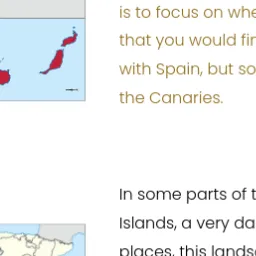 is to focus on whe
that you would fin
with Spain, but so
the Canaries.
In some parts of t
Islands, a very da
places, this lands